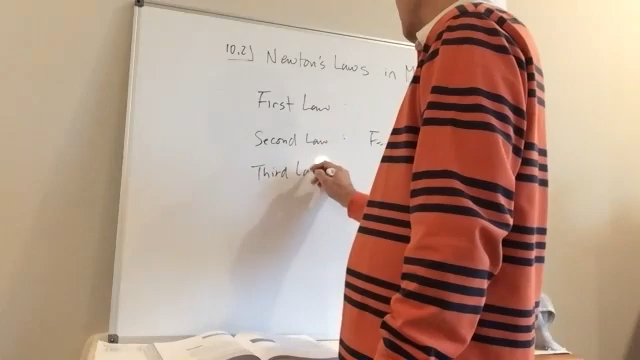 10.2] Newton's Laws in M
First Law
Second Law : F=
Third La